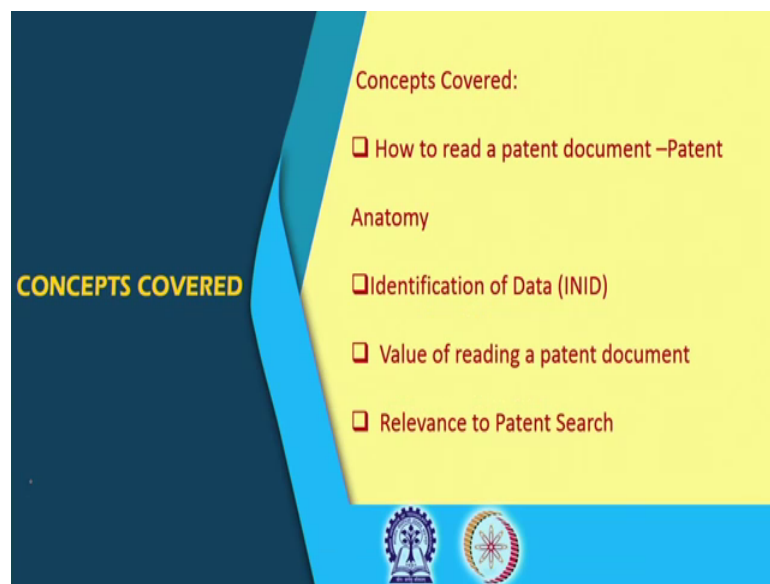 CONCEPTS COVERED
Concepts Covered:
❑ How to read a patent document –Patent
Anatomy
❑Identification of Data (INID)
❑ Value of reading a patent document
❑ Relevance to Patent Search